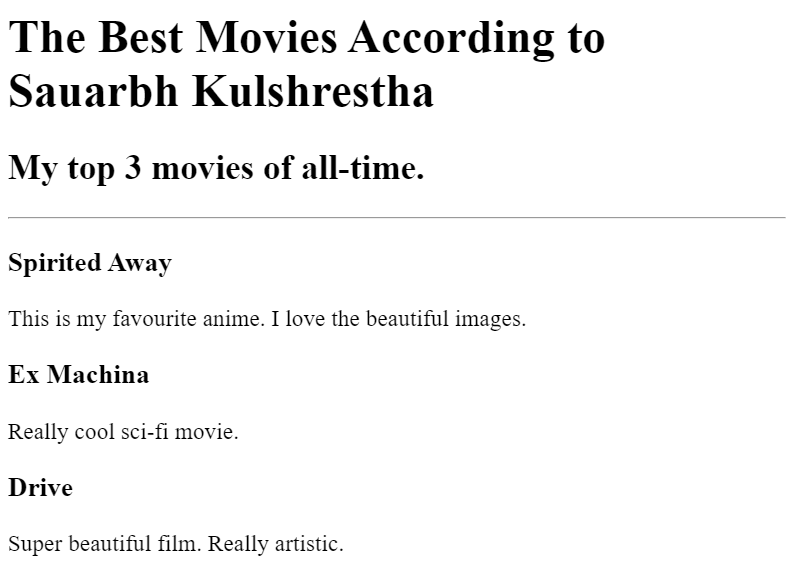 The Best Movies According to
Sauarbh Kulshrestha
My top 3 movies of all-time.
Spirited Away
This is my favourite anime. I love the beautiful images.
Ex Machina
Really cool sci-fi movie.
Drive
Super beautiful film. Really artistic.